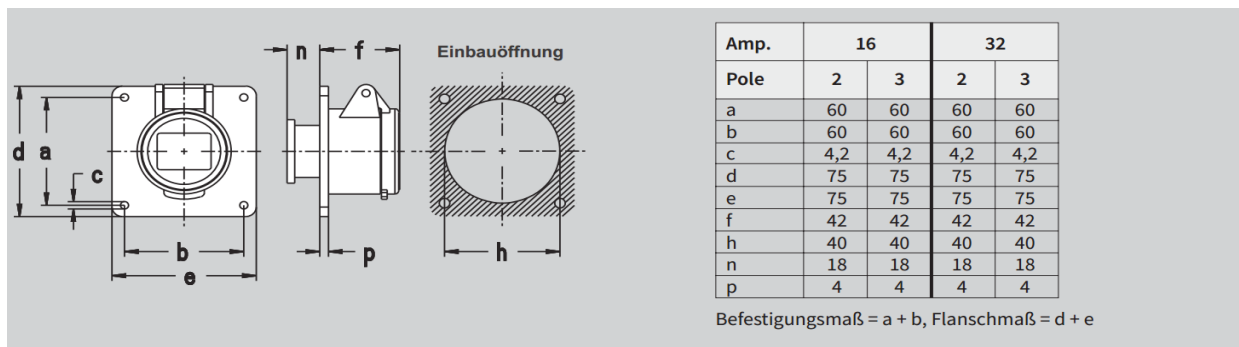 n f Einbauöffnung
d a c
b p h
e
Amp. 16 32
Pole 2 3 2 3
a 60 60 60 60
b 60 60 60 60
c 4,2 4,2 4,2 4,2
d 75 75 75 75
e 75 75 75 75
f 42 42 42 42
h 40 40 40 40
n 18 18 18 18
p 4 4 4 4
Befestigungsmaß = a + b, Flanschmaß = d + e